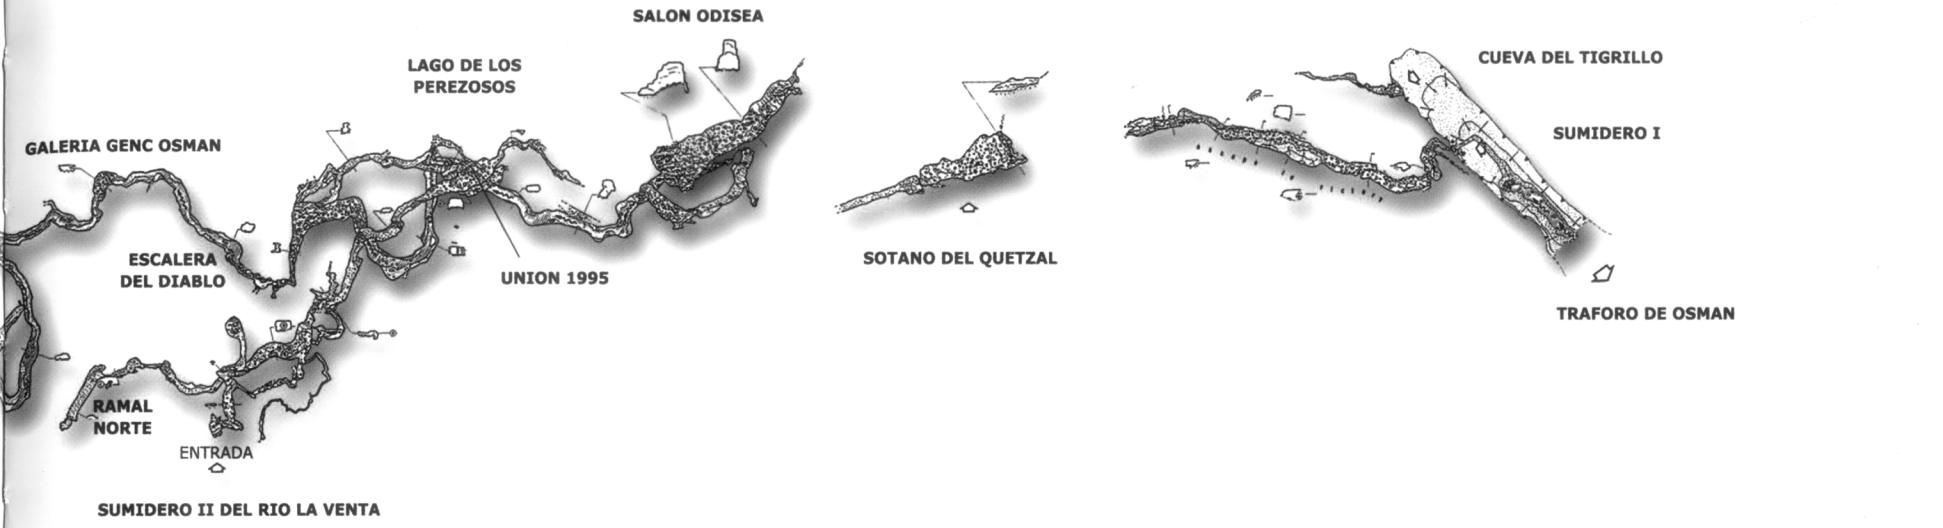 SALON ODISEA
LAGO DE LOS
PEREZOSOS
GALERIA GENC OSMAN
ESCALERA
DEL DIABLO
UNION 1995
RAMAL
NORTE
ENTRADA
SUMIDERO II DEL RIO LA VENTA
SOTANO DEL QUETZAL
CUEVA DEL TIGRILLO
SUMIDERO I
TRAFORO DE OSMAN